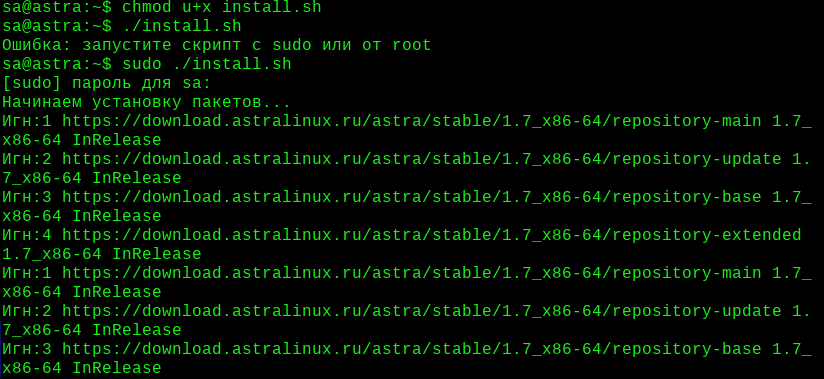 sa@astra:~$ chmod u+x install.sh
sa@astra:~$ ./install.sh
Ошибка: запустите скрипт с sudo или от root
sa@astra:~$ sudo ./install.sh
[sudo] пароль для sa:
Начинаем установку пакетов...
Игн:1 https://download.astralinux.ru/astra/stable/1.7_x86-64/repository-main 1.7_
x86-64 InRelease
Игн:2 https://download.astralinux.ru/astra/stable/1.7_x86-64/repository-update 1.
7_x86-64 InRelease
Игн:3 https://download.astralinux.ru/astra/stable/1.7_x86-64/repository-base 1.7_
x86-64 InRelease
Игн:4 https://download.astralinux.ru/astra/stable/1.7_x86-64/repository-extended
1.7_x86-64 InRelease
Игн:1 https://download.astralinux.ru/astra/stable/1.7_x86-64/repository-main 1.7_
x86-64 InRelease
Игн:2 https://download.astralinux.ru/astra/stable/1.7_x86-64/repository-update 1.
7_x86-64 InRelease
Игн:3 https://download.astralinux.ru/astra/stable/1.7_x86-64/repository-base 1.7_
x86-64 InRelease